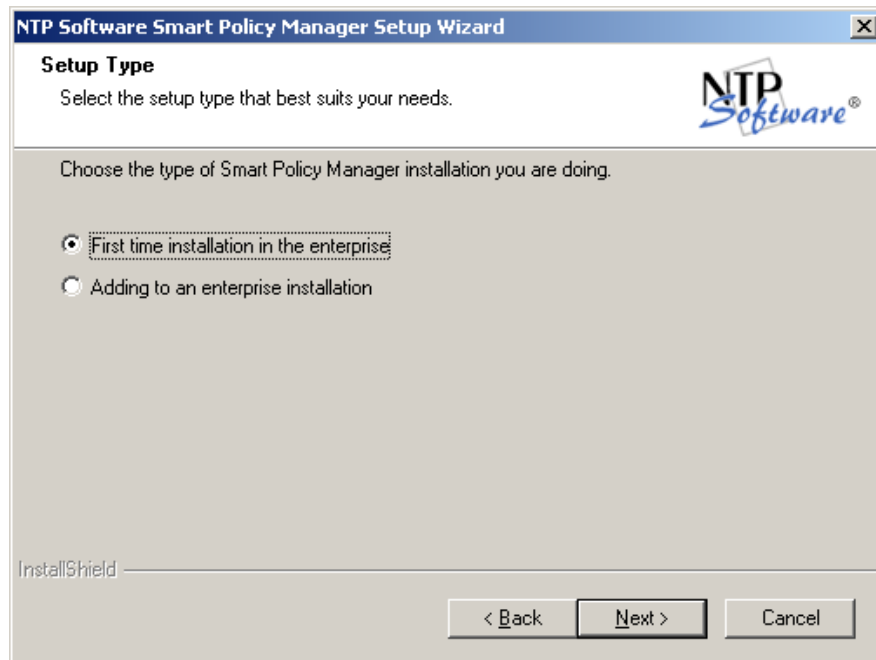 NTP Software Smart Policy Manager Setup Wizard
Setup Type
Select the setup type that best suits your needs.
NTP
Software®
Choose the type of Smart Policy Manager installation you are doing.
First time installation in the enterprise
Adding to an enterprise installation
InstallShield
< Back
Next >
Cancel